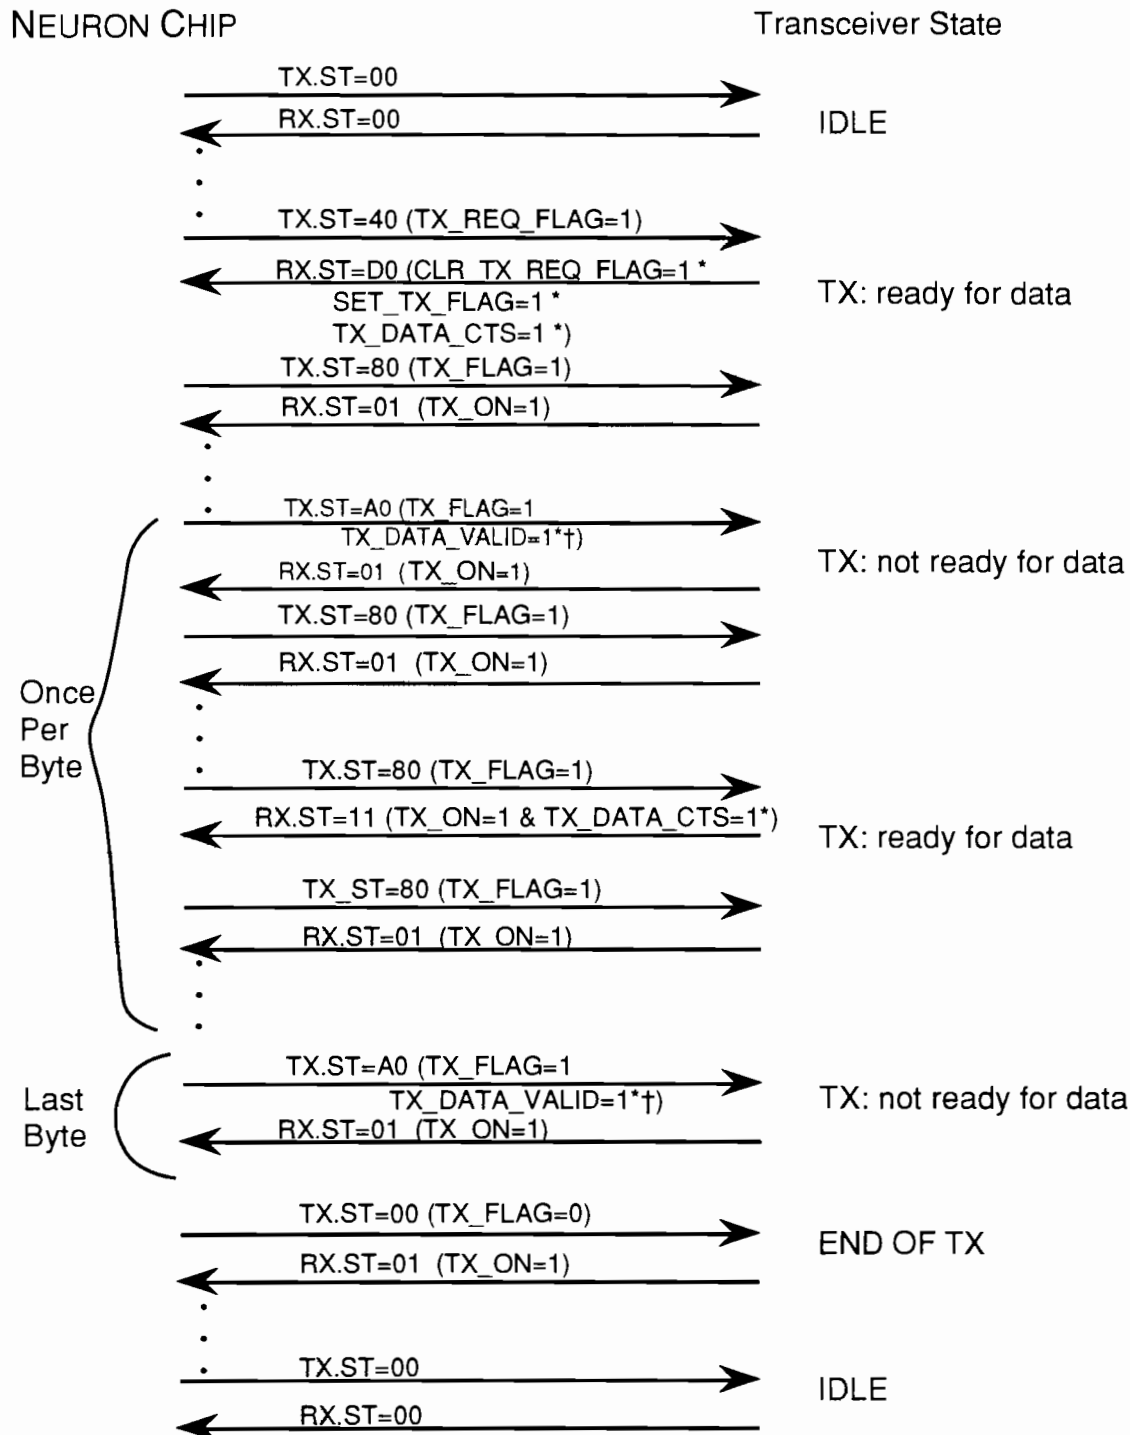 NEURON CHIP
Transceiver State
TX.ST=00
RX.ST=00
IDLE
TX.ST=40 (TX_REQ_FLAG=1)
RX.ST=D0 (CLR_TX_REQ_FLAG=1 *
SET_TX_FLAG=1 *
TX_DATA_CTS=1 *)
TX: ready for data
TX.ST=80 (TX_FLAG=1)
RX.ST=01 (TX_ON=1)
TX.ST=A0 (TX_FLAG=1
TX_DATA_VALID=1*†)
TX: not ready for data
RX.ST=01 (TX_ON=1)
TX.ST=80 (TX_FLAG=1)
RX.ST=01 (TX_ON=1)
Once
Per
Byte
TX.ST=80 (TX_FLAG=1)
RX.ST=11 (TX_ON=1 & TX_DATA_CTS=1*)
TX: ready for data
TX_ST=80 (TX_FLAG=1)
RX.ST=01 (TX_ON=1)
TX.ST=A0 (TX_FLAG=1
TX_DATA_VALID=1*†)
TX: not ready for data
Last
Byte
RX.ST=01 (TX_ON=1)
TX.ST=00 (TX_FLAG=0)
END OF TX
RX.ST=01 (TX_ON=1)
TX.ST=00
IDLE
RX.ST=00